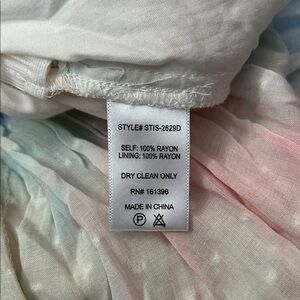 STYLE# STIS-2629D
SELF: 100% RAYON
LINING: 100% RAYON
DRY CLEAN ONLY
RN# 161396
MADE IN CHINA
P